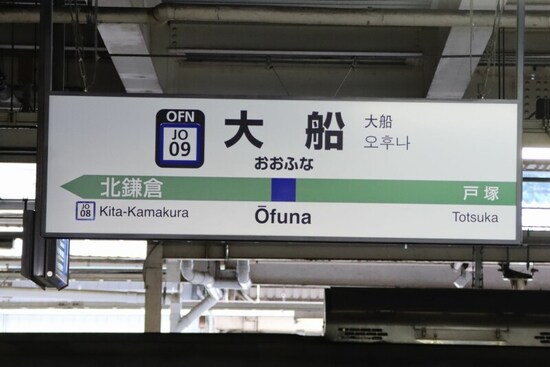 OFN
JO
09
大船
おおふな
大船
오후나
北鎌倉
戸塚
JO
08
Kita-Kamakura
Ōfuna
Totsuka